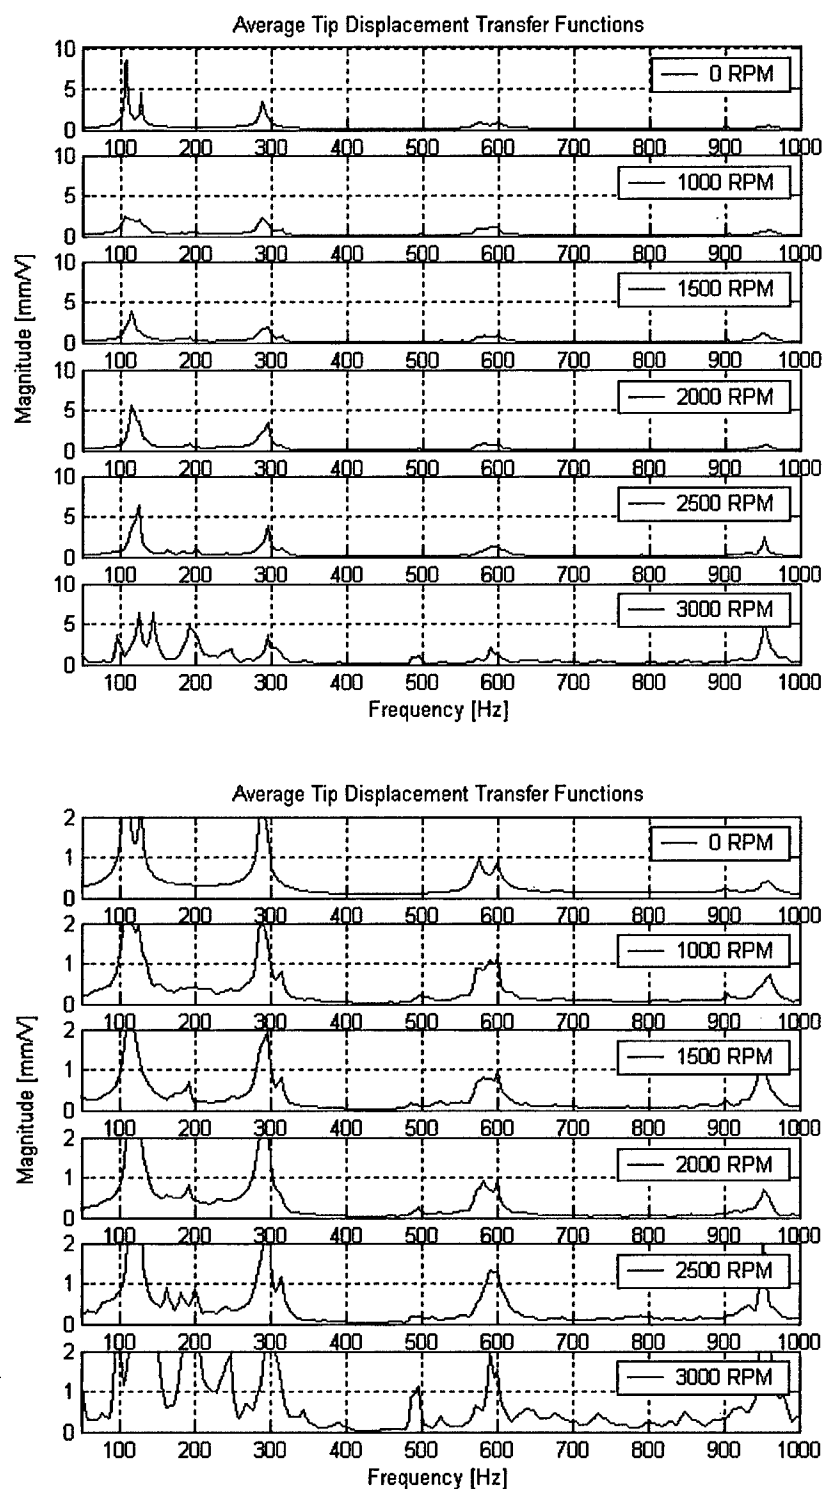 Average Tip Displacement Transfer Functions
10
5
0
0 RPM
100 200 300 400 500 600 700 800 900 1000
10
5
0
1000 RPM
100 200 300 400 500 600 700 800 900 1000
10
5
0
1500 RPM
100 200 300 400 500 600 700 800 900 1000
Magnitude [mm/V]
10
5
0
2000 RPM
100 200 300 400 500 600 700 800 900 1000
10
5
0
2500 RPM
100 200 300 400 500 600 700 800 900 1000
10
5
0
3000 RPM
100 200 300 400 500 600 700 800 900 1000
Frequency [Hz]
Average Tip Displacement Transfer Functions
2
1
0
0 RPM
100 200 300 400 500 600 700 800 900 1000
2
1
0
1000 RPM
100 200 300 400 500 600 700 800 900 1000
2
1
0
1500 RPM
100 200 300 400 500 600 700 800 900 1000
Magnitude [mm/V]
2
1
0
2000 RPM
100 200 300 400 500 600 700 800 900 1000
2
1
0
2500 RPM
100 200 300 400 500 600 700 800 900 1000
2
1
0
3000 RPM
100 200 300 400 500 600 700 800 900 1000
Frequency [Hz]